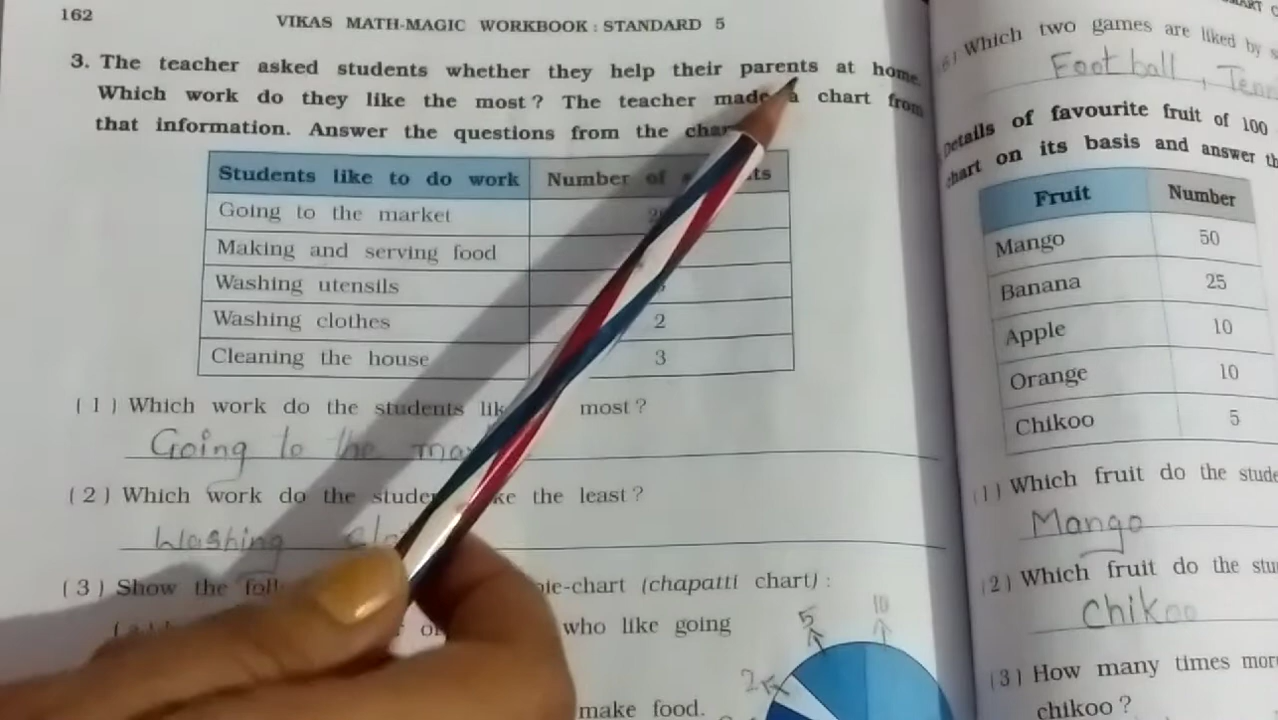 162
VIKAS MATH-MAGIC WORKBOOK : STANDARD 5
3. The teacher asked students whether they help their parents at home.
Which work do they like the most? The teacher made a chart from
that information. Answer the questions from the
Students like to do work Number of
Going to the market
Making and serving food
Washing utensils
Washing clothes 2
Cleaning the house 3
(1) Which work do the students most?
Going to the
(2) Which work do the the least?
Washing
(3) Show the pie-chart (chapatti chart) :
who like going
make food.
5
10
2
Which two games are liked by
Foot ball,
Details of favourite fruit of 100
chart on its basis and answer
Fruit Number
Mango 50
Banana 25
Apple 10
Orange 10
Chikoo 5
(1) Which fruit do the
Mango
(2) Which fruit do the
Chikoo
(3) How many times
chikoo?